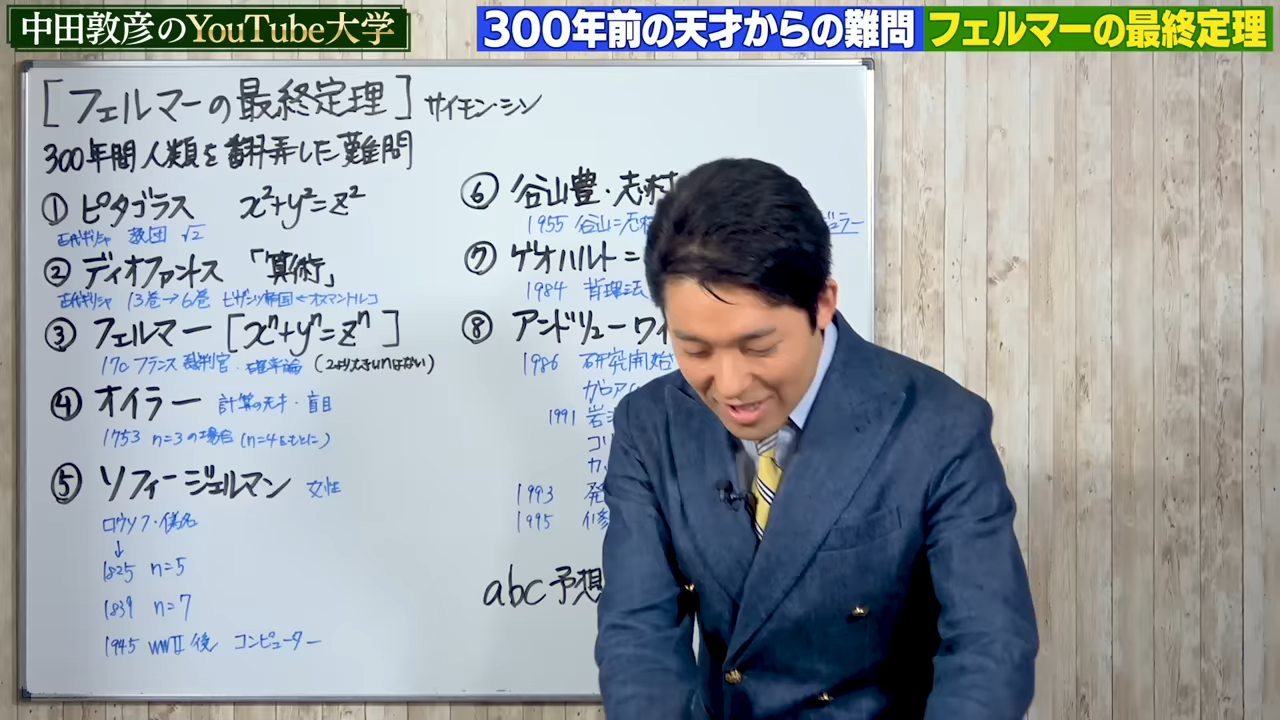 中田敦彦のYouTube大学
300年前の天才からの難問 フェルマーの最終定理
[フェルマーの最終定理] サイモン・シン
300年間人類を翻弄した難問
① ピタゴラス x²+y²=z²
古代ギリシャ 教団 √2
② ディオファントス 「算術」
古代ギリシャ 13巻→6巻 ビザンツ帝国←オスマントルコ
③ フェルマー [xⁿ+yⁿ=zⁿ]
17C フランス 裁判官・確率論 (2より大きいnはない)
④ オイラー 計算の天才・盲目
1753 n=3の場合 (n=4をもとに)
⑤ ソフィージェルマン 女性
ロウソク・偽名
↓
1825 n=5
1839 n=7
1945 WWII後 コンピューター
⑥ 谷山豊・志村
1955 谷山=志村
⑦ ゲオハルト=
1984 背理法
⑧ アンドリューワイ
1986 研究開始
ガロア
1991 岩
コリ
1993 発
1995 修
abc予想